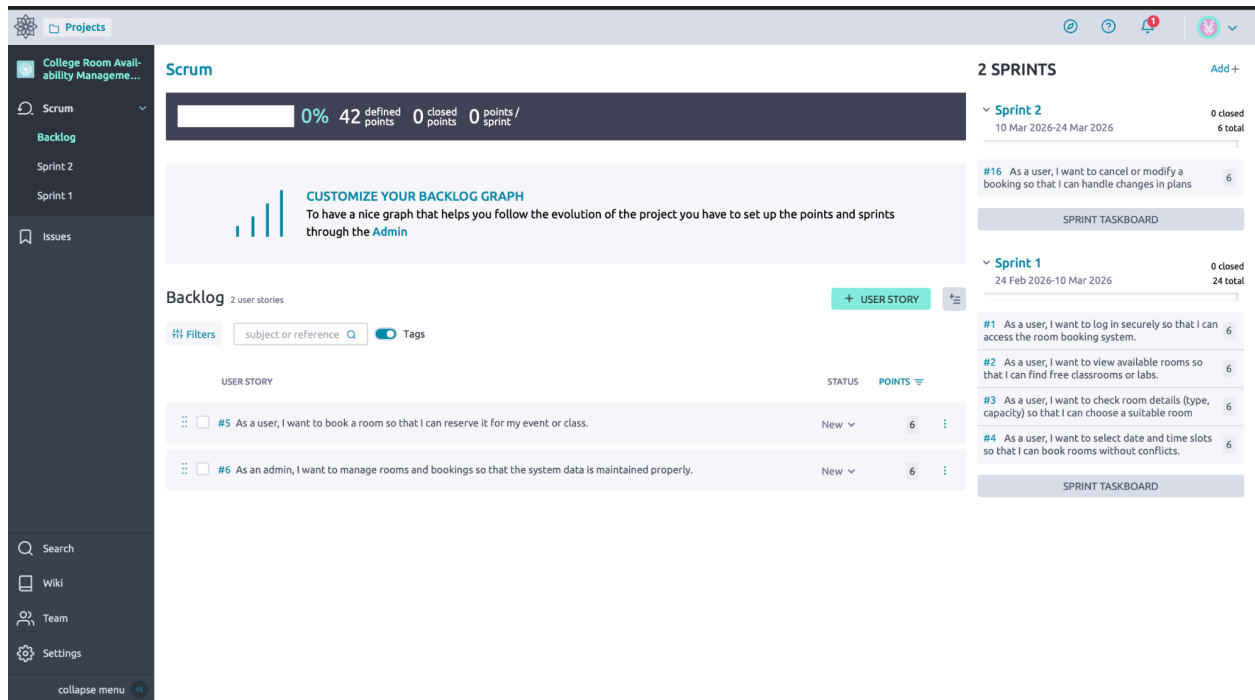 Projects
1
College Room Avail-
ability Manageme...
Scrum
Backlog
Sprint 2
Sprint 1
Issues
Search
Wiki
Team
Settings
collapse menu
Scrum
0% 42 defined points 0 closed points 0 points / sprint
CUSTOMIZE YOUR BACKLOG GRAPH
To have a nice graph that helps you follow the evolution of the project you have to set up the points and sprints
through the Admin
Backlog 2 user stories
+ USER STORY
Filters subject or reference Tags
USER STORY STATUS POINTS
#5 As a user, I want to book a room so that I can reserve it for my event or class. New 6
#6 As an admin, I want to manage rooms and bookings so that the system data is maintained properly. New 6
2 SPRINTS Add+
Sprint 2 0 closed
10 Mar 2026-24 Mar 2026 6 total
#16 As a user, I want to cancel or modify a
booking so that I can handle changes in plans 6
SPRINT TASKBOARD
Sprint 1 0 closed
24 Feb 2026-10 Mar 2026 24 total
#1 As a user, I want to log in securely so that I can
access the room booking system. 6
#2 As a user, I want to view available rooms so
that I can find free classrooms or labs. 6
#3 As a user, I want to check room details (type,
capacity) so that I can choose a suitable room 6
#4 As a user, I want to select date and time slots
so that I can book rooms without conflicts. 6
SPRINT TASKBOARD